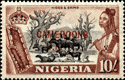 HIDES & SKINS
CAMEROONS
U.K.T.T.
NIGERIA 10/-